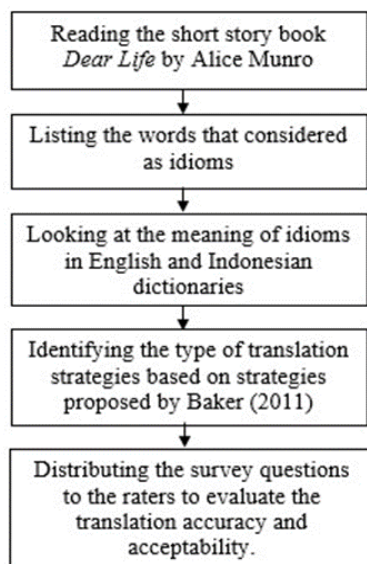 Reading the short story book
Dear Life by Alice Munro
Listing the words that considered
as idioms
Looking at the meaning of idioms
in English and Indonesian
dictionaries
Identifying the type of translation
strategies based on strategies
proposed by Baker (2011)
Distributing the survey questions
to the raters to evaluate the
translation accuracy and
acceptability.